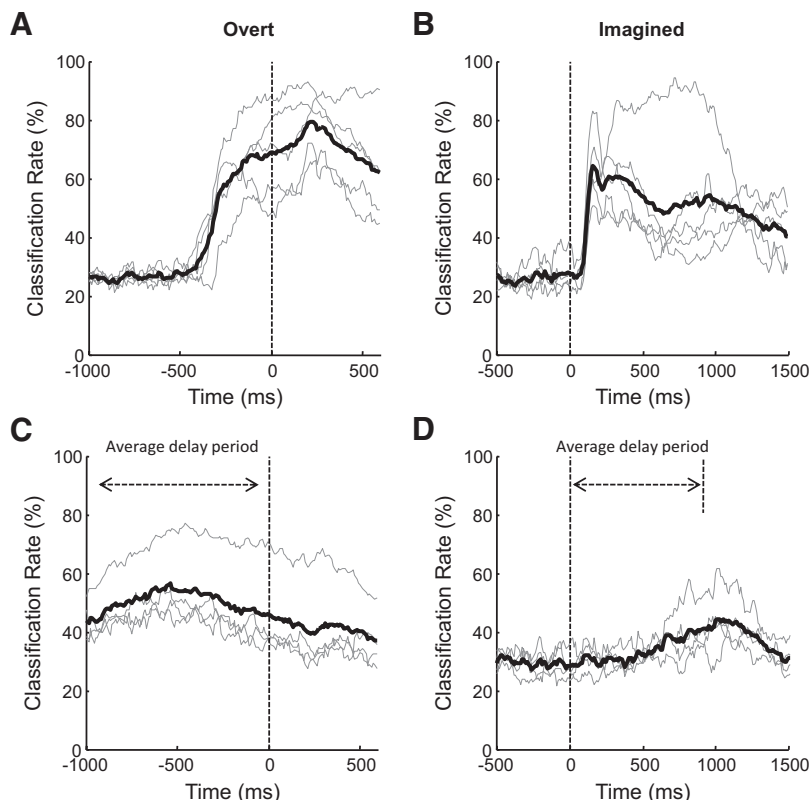 A
Overt
Classification Rate (%)
100
80
60
40
20
0
-1000
-500
0
500
Time (ms)
B
Imagined
Classification Rate (%)
100
80
60
40
20
0
-500
0
500
1000
1500
Time (ms)
C
Average delay period
Classification Rate (%)
100
80
60
40
20
0
-1000
-500
0
500
Time (ms)
D
Average delay period
Classification Rate (%)
100
80
60
40
20
0
-500
0
500
1000
1500
Time (ms)